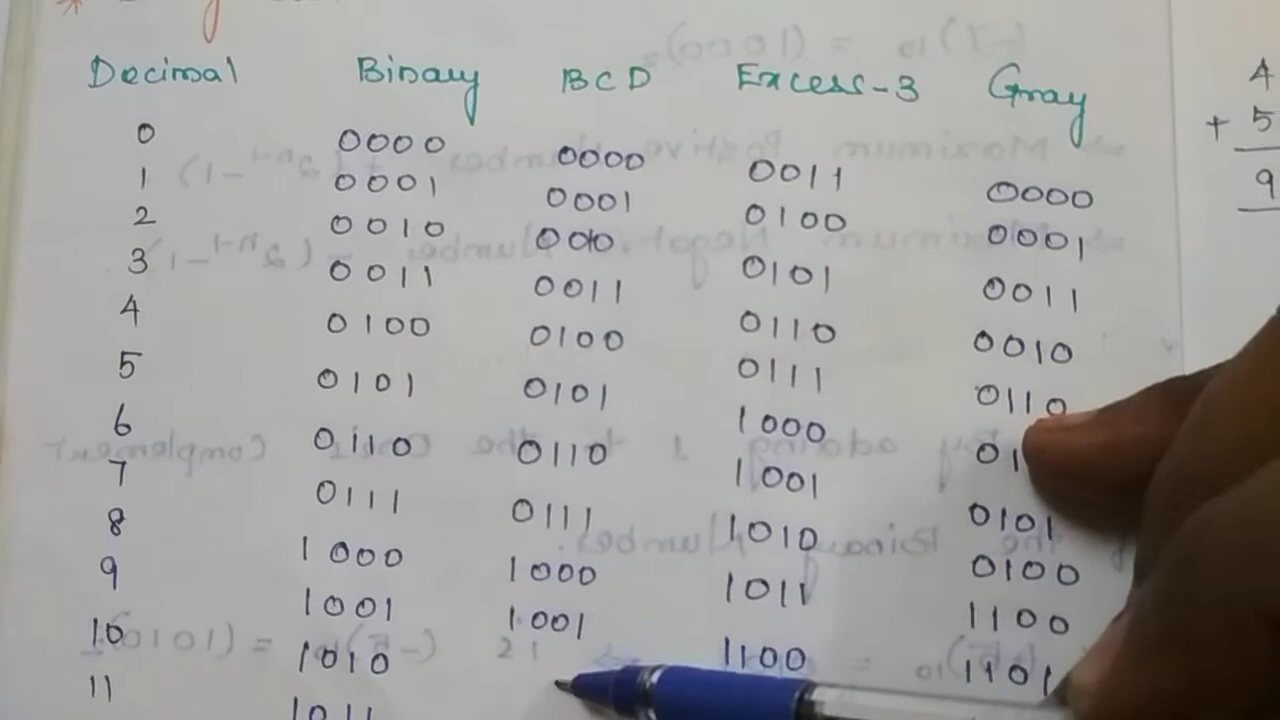 Decimal Binary BCD Excess-3 Gray
0 0000 0000 0011 0000
1 0001 0001 0100 0001
2 0010 0010 0101 0011
3 0011 0011 0110 0010
4 0100 0100 0111 0110
5 0101 0101 1000
6 0110 0110 1001 0101
7 0111 0111 1010 0100
8 1000 1000 1011 1100
9 1001 1001 1100 1101
10 1010
11 1011
4
+ 5
9